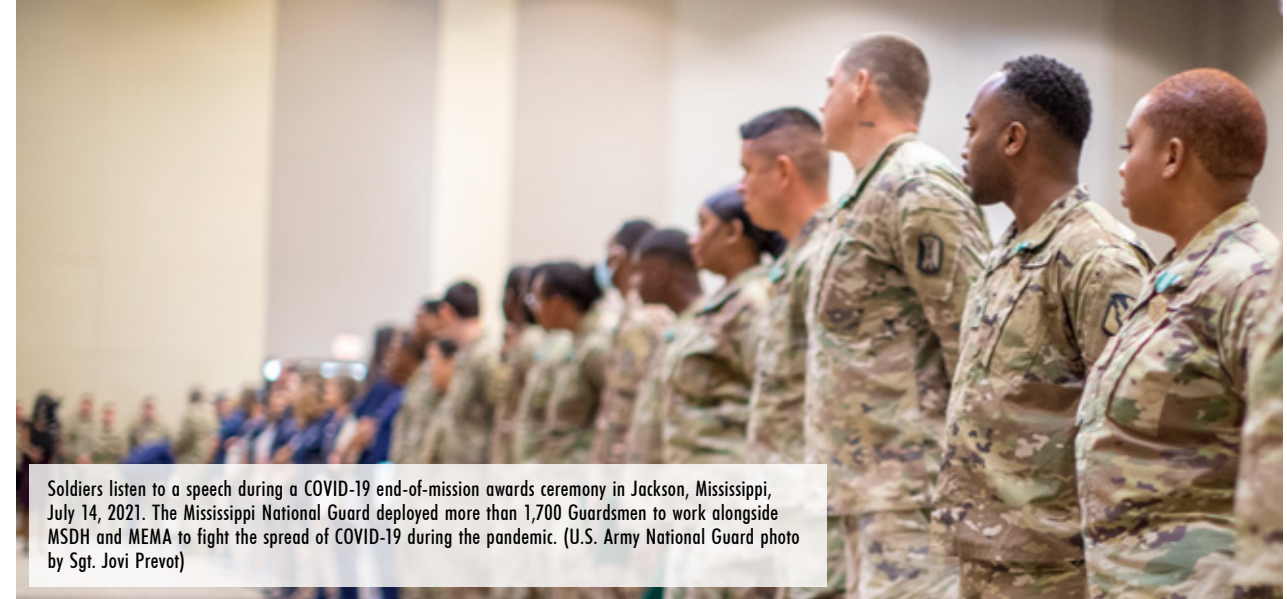 Soldiers listen to a speech during a COVID-19 end-of-mission awards ceremony in Jackson, Mississippi,
July 14, 2021. The Mississippi National Guard deployed more than 1,700 Guardsmen to work alongside
MSDH and MEMA to fight the spread of COVID-19 during the pandemic. (U.S. Army National Guard photo
by Sgt. Jovi Prevot)